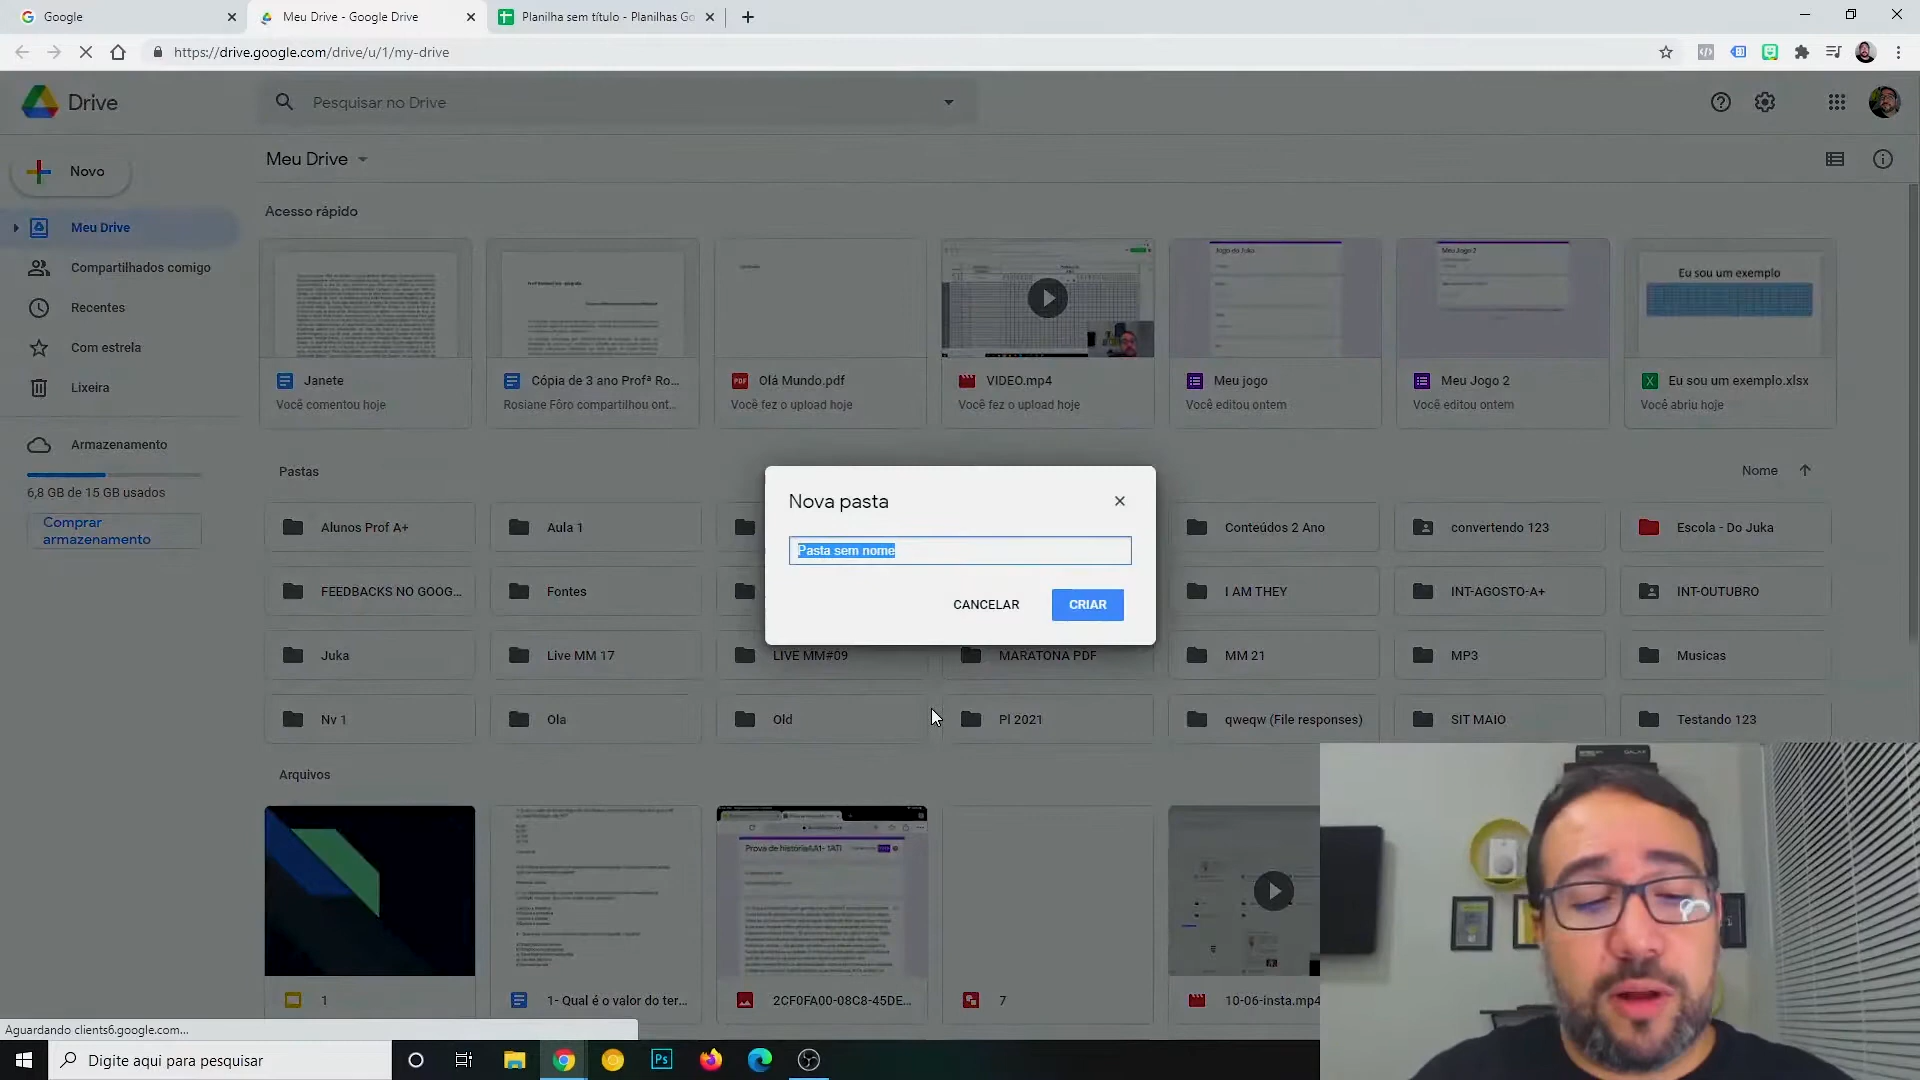 Google
Meu Drive - Google Drive
Planilha sem título - Planilhas Go
https://drive.google.com/drive/u/1/my-drive
Drive
Pesquisar no Drive
Novo
Meu Drive
Meu Drive
Compartilhados comigo
Recentes
Com estrela
Lixeira
Armazenamento
6,8 GB de 15 GB usados
Comprar
armazenamento
Acesso rápido
Eu sou um exemplo
Janete
Você comentou hoje
Cópia de 3 ano Profª Ro...
Rosiane Fôro compartilhou ont...
PDF
Olá Mundo.pdf
Você fez o upload hoje
VIDEO.mp4
Você fez o upload hoje
Meu jogo
Você editou ontem
Meu Jogo 2
Meu Jogo 2
Você editou ontem
Eu sou um exemplo.xlsx
Você abriu hoje
Pastas
Nome
Alunos Prof A+
Aula 1
Conteúdos 2 Ano
convertendo 123
Escola - Do Juka
FEEDBACKS NO GOOG...
Fontes
I AM THEY
INT-AGOSTO-A+
INT-OUTUBRO
Juka
Live MM 17
LIVE MM#09
MARATONA PDF
MM 21
MP3
Musicas
Nv 1
Ola
Old
Pl 2021
qweqw (File responses)
SIT MAIO
Testando 123
Nova pasta
Pasta sem nome
CANCELAR
CRIAR
Arquivos
1
1- Qual é o valor do ter...
2CF0FA00-08C8-45DE...
7
10-06-insta.mp4
Aguardando clients6.google.com...
Digite aqui para pesquisar
Ps